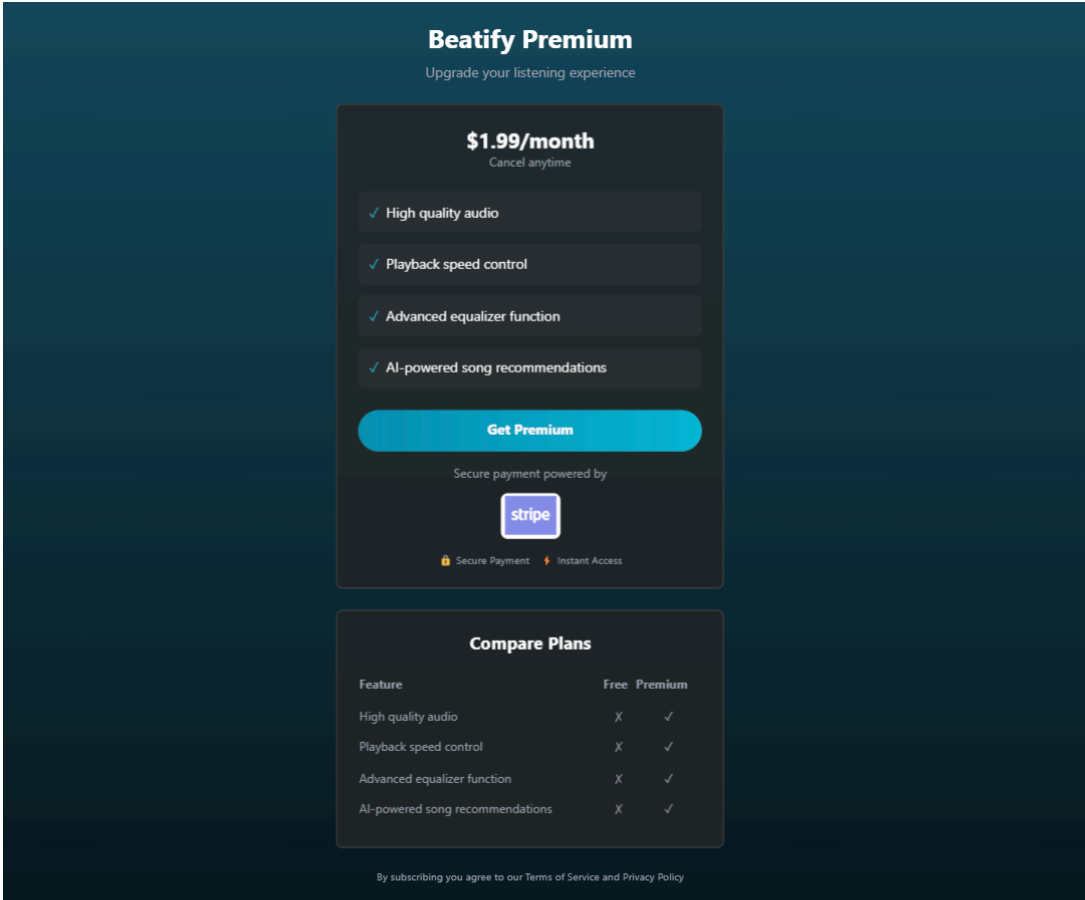 Beatify Premium
Upgrade your listening experience
$1.99/month
Cancel anytime
✓ High quality audio
✓ Playback speed control
✓ Advanced equalizer function
✓ AI-powered song recommendations
Get Premium
Secure payment powered by
stripe
🔒 Secure Payment ⚡ Instant Access
Compare Plans
Feature Free Premium
High quality audio ✗ ✓
Playback speed control ✗ ✓
Advanced equalizer function ✗ ✓
AI-powered song recommendations ✗ ✓
By subscribing you agree to our Terms of Service and Privacy Policy